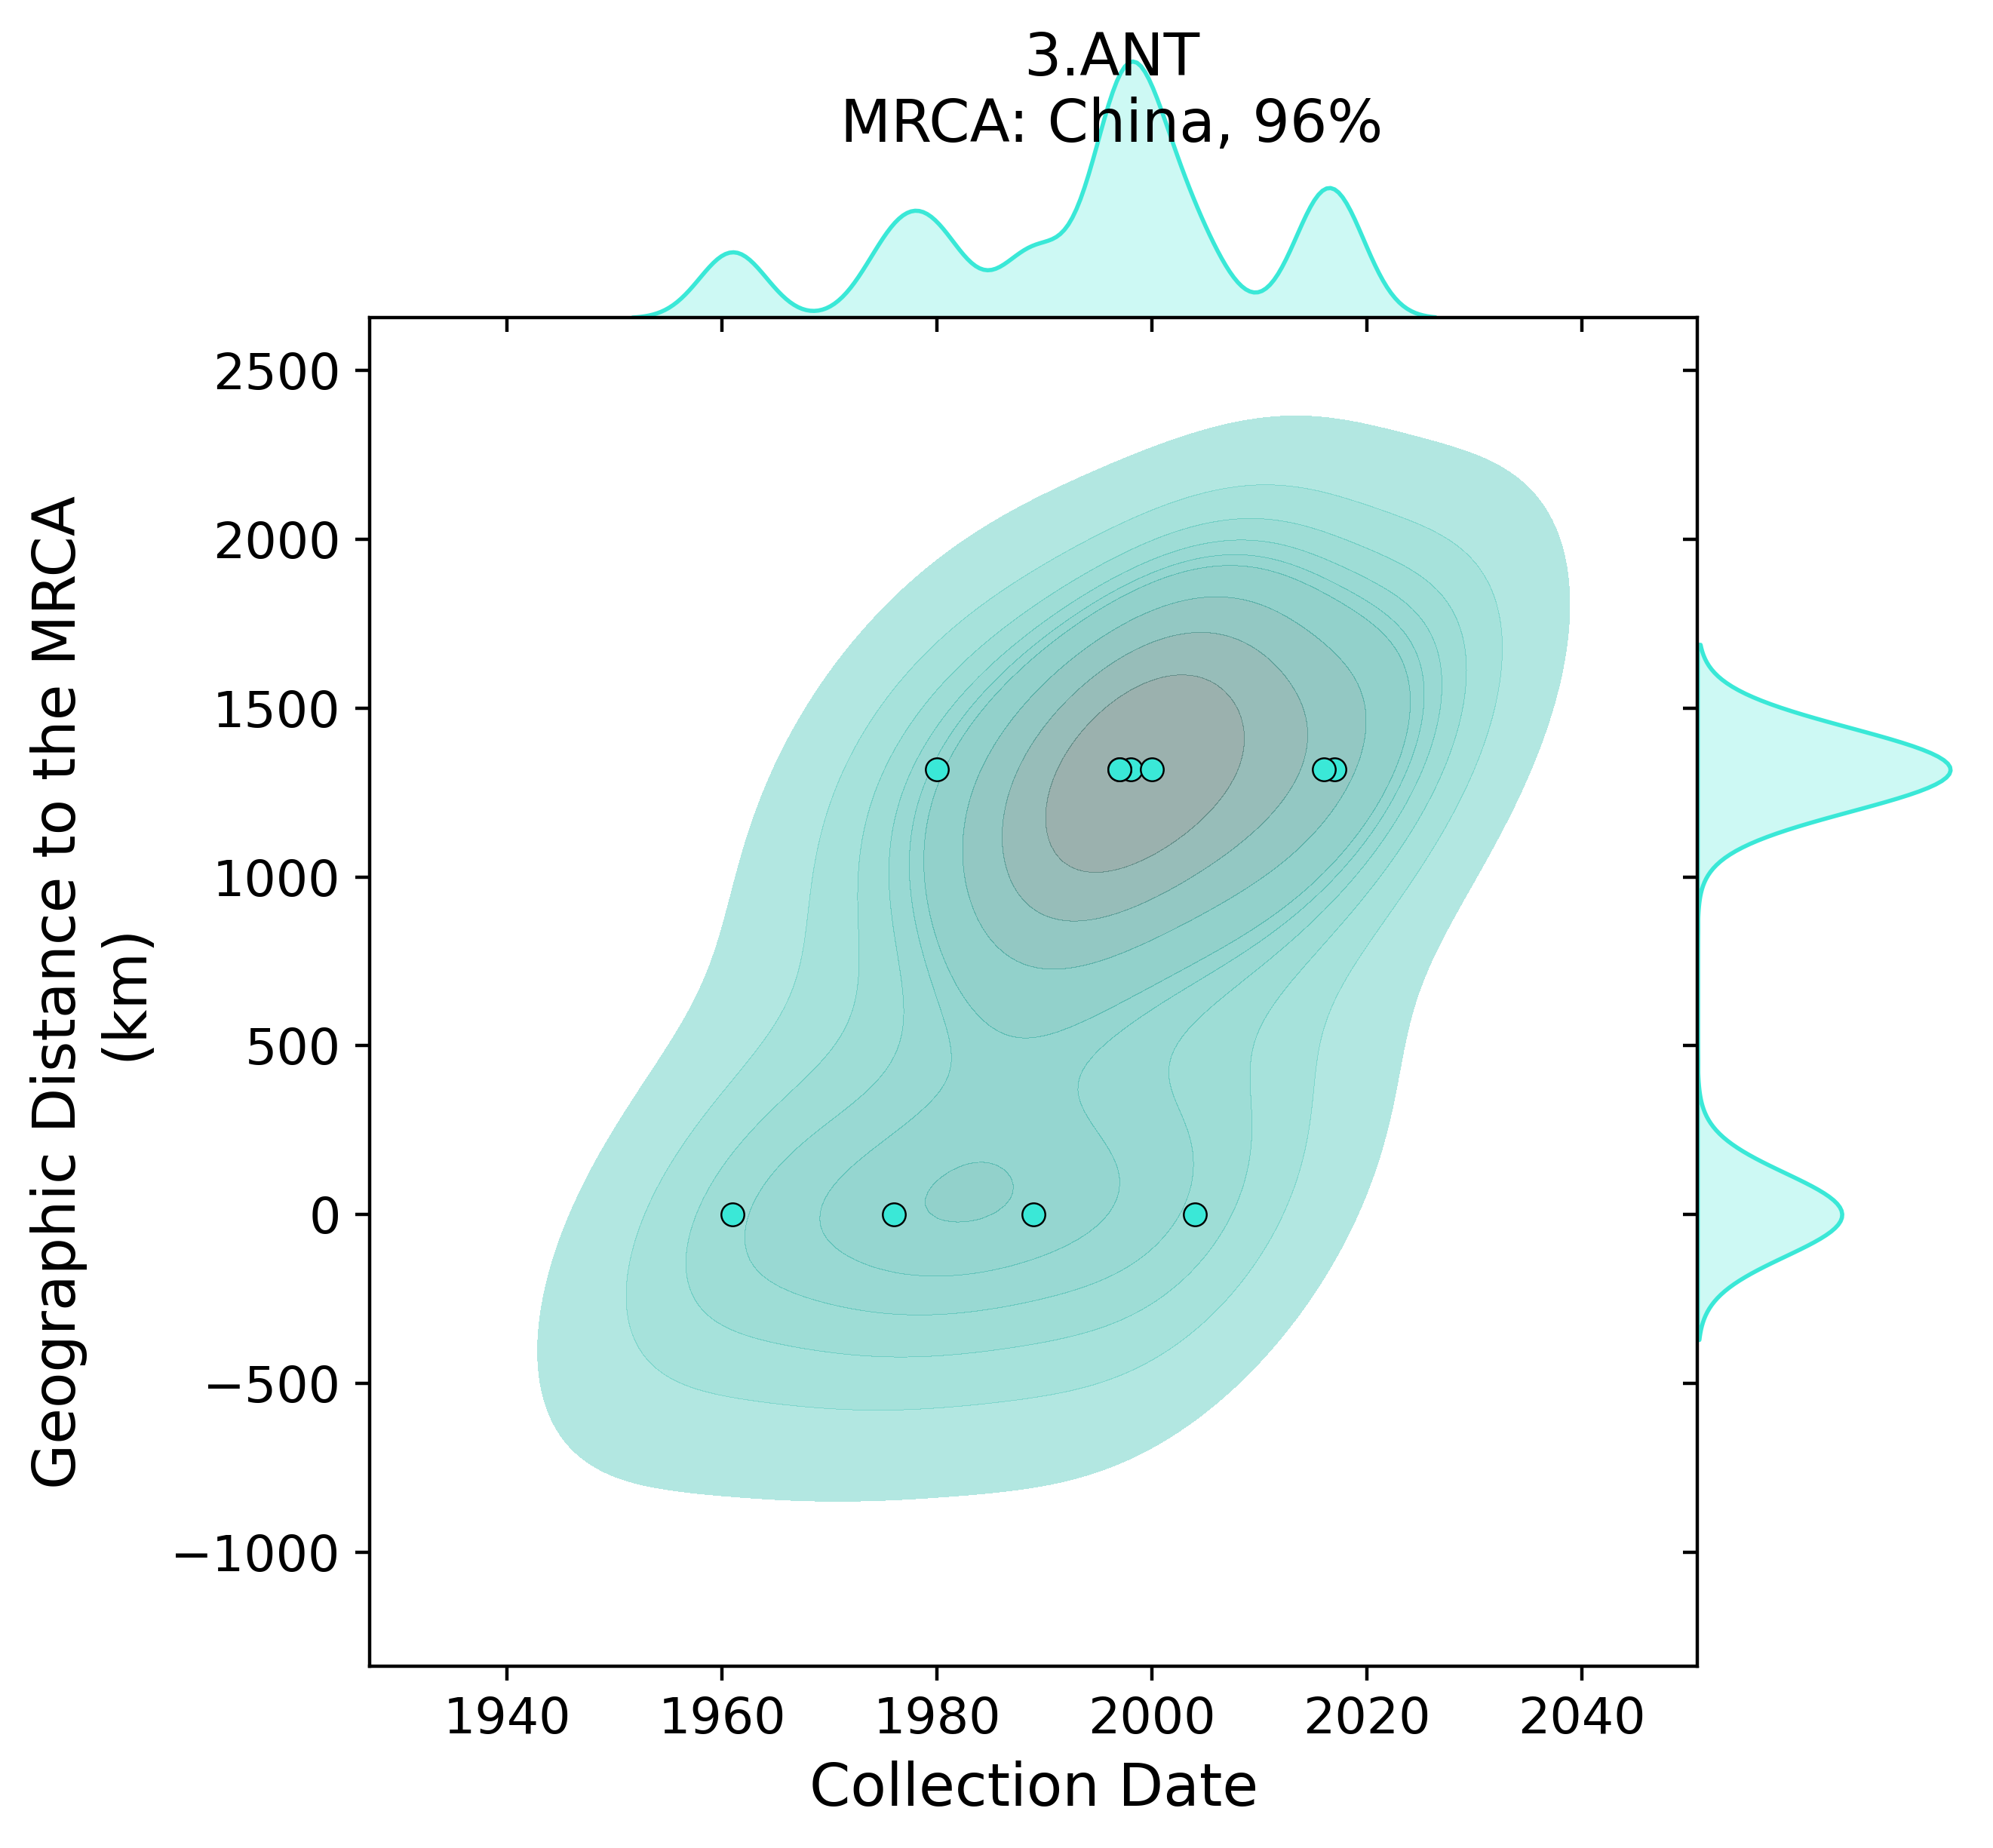 3.ANT
MRCA: China, 96%
2500
2000
1500
1000
500
0
−500
−1000
Geographic Distance to the MRCA
(km)
1940 1960 1980 2000 2020 2040
Collection Date